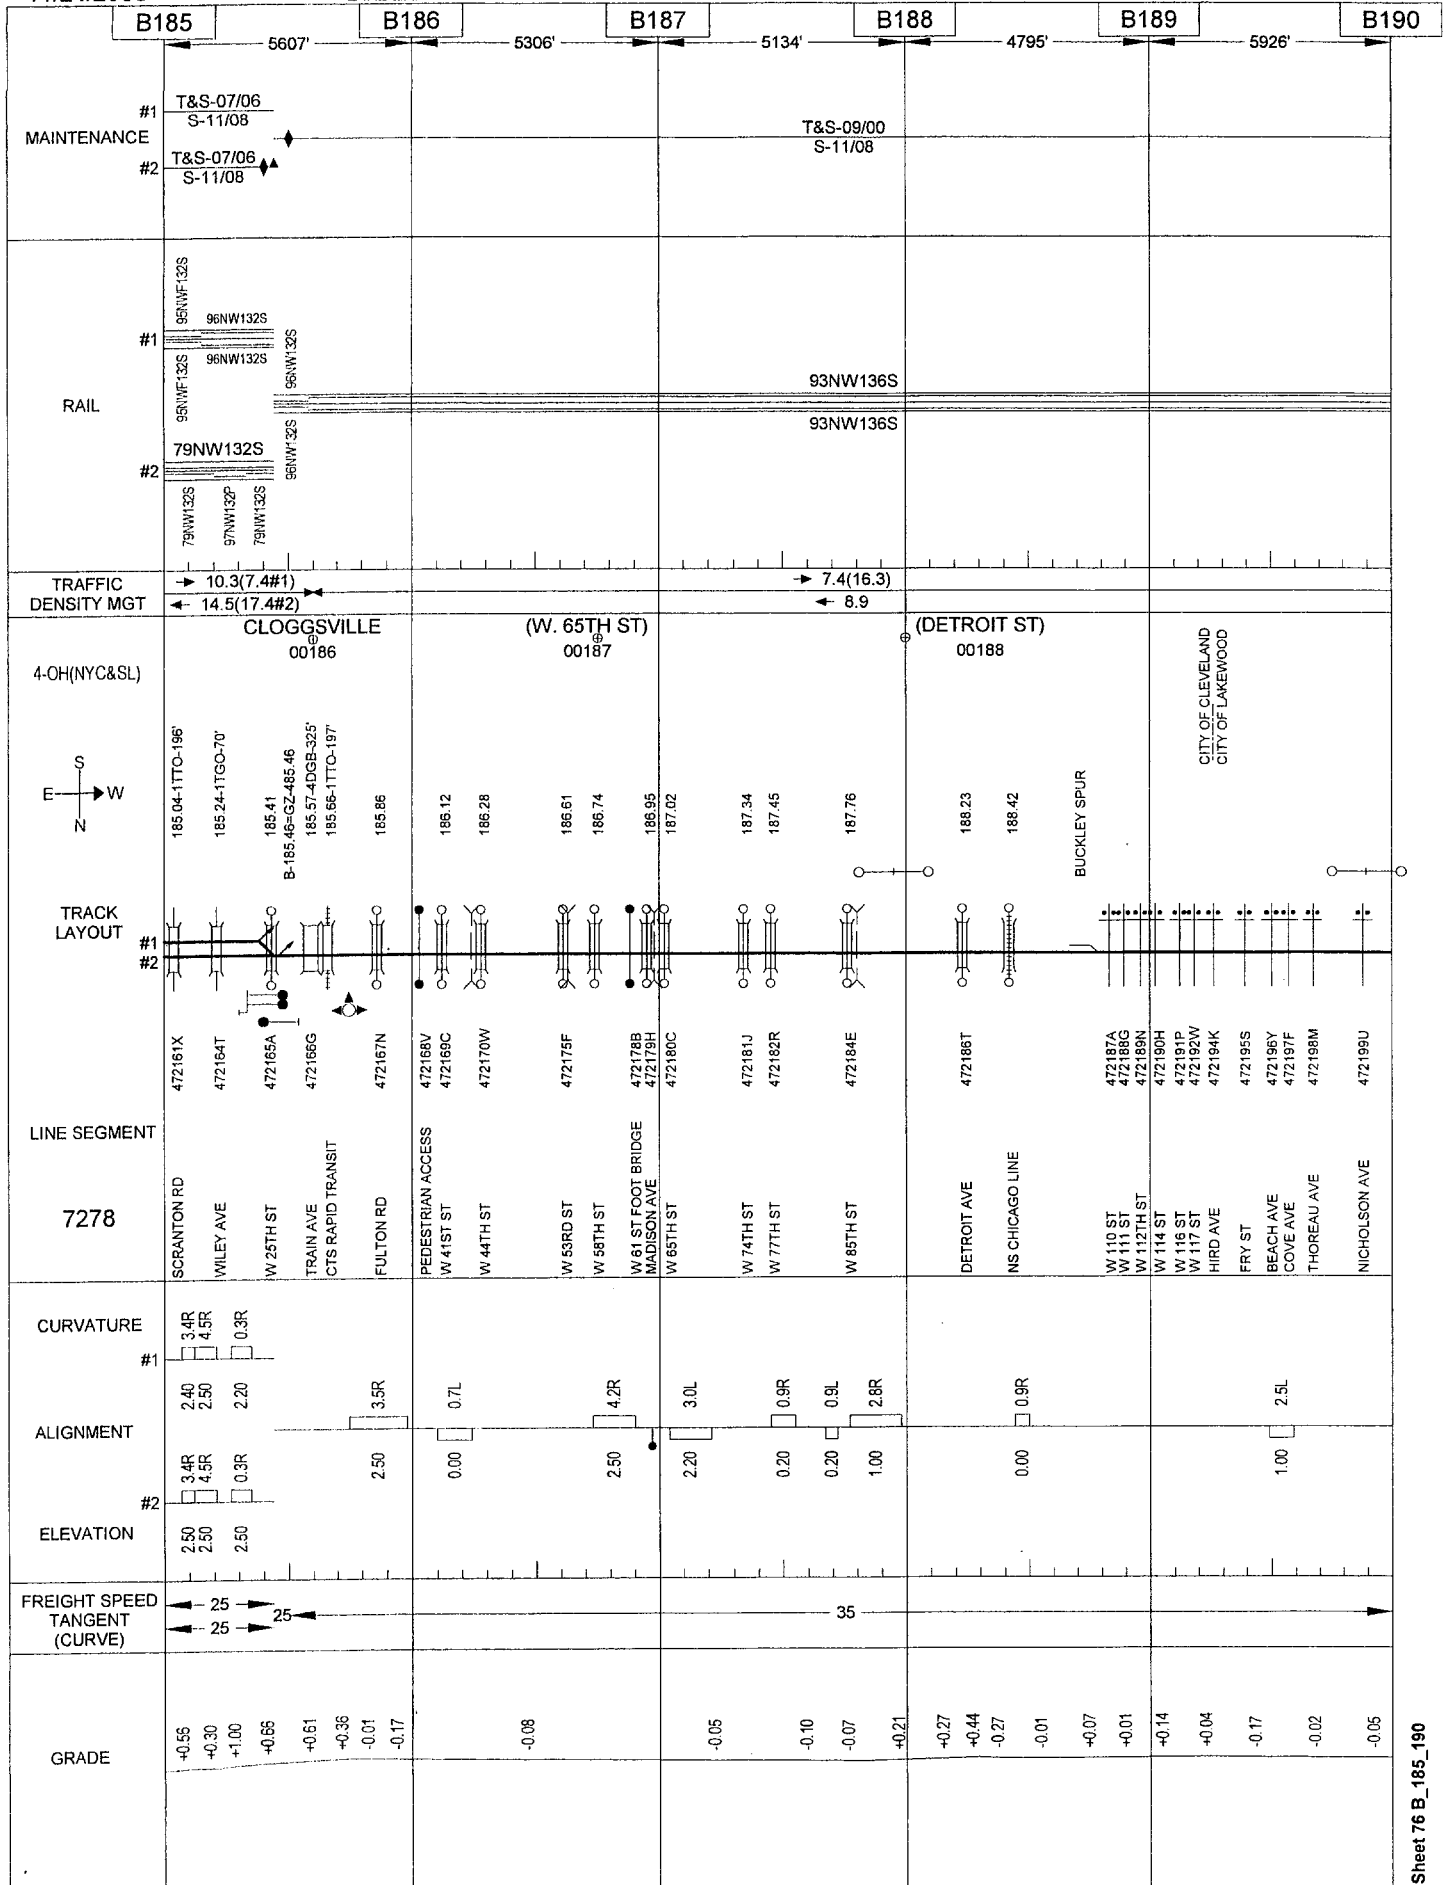 B185 B186 B187 B188 B189 B190
5607' 5306' 5134' 4795' 5926'
MAINTENANCE
#1
T&S-07/06
S-11/08
T&S-09/00
S-11/08
#2
T&S-07/06
S-11/08
RAIL
#1
95NWF132S
96NW132S
96NW132S
95NWF132S
96NW132S
96NW132S
93NW136S
93NW136S
#2
79NW132S
79NW132S
97NW132P
79NW132S
TRAFFIC
DENSITY MGT
10.3(7.4#1)
14.5(17.4#2)
7.4(16.3)
8.9
4-OH(NYC&SL)
CLOGGSVILLE
00186
(W. 65TH ST)
00187
(DETROIT ST)
00188
CITY OF CLEVELAND
CITY OF LAKEWOOD
S
E W
N
185.04-1TTO-196'
185.24-1TGO-70'
185.41
B-185.46=GZ-485.46
185.57-4DGB-325'
185.66-1TTO-197'
185.86
186.12
186.28
186.61
186.74
186.95
187.02
187.34
187.45
187.76
188.23
188.42
BUCKLEY SPUR
TRACK
LAYOUT
#1
#2
472161X
472164T
472165A
472166G
472167N
472168V
472169C
472170W
472175F
472178B
472179H
472180C
472181J
472182R
472184E
472186T
472187A
472188G
472189N
472190H
472191P
472192W
472194K
472195S
472196Y
472197F
472198M
472199U
LINE SEGMENT
7278
SCRANTON RD
WILEY AVE
W 25TH ST
TRAIN AVE
CTS RAPID TRANSIT
FULTON RD
PEDESTRIAN ACCESS
W 41ST ST
W 44TH ST
W 53RD ST
W 58TH ST
W 61 ST FOOT BRIDGE
MADISON AVE
W 65TH ST
W 74TH ST
W 77TH ST
W 85TH ST
DETROIT AVE
NS CHICAGO LINE
W 110 ST
W 111 ST
W 112TH ST
W 114 ST
W 116 ST
W 117 ST
HIRD AVE
FRY ST
BEACH AVE
COVE AVE
THOREAU AVE
NICHOLSON AVE
CURVATURE
#1
3.4R
4.5R
0.3R
2.40
2.50
2.20
ALIGNMENT
3.5R
0.7L
4.2R
3.0L
0.9R
0.9L
2.8R
0.9R
2.5L
2.50
0.00
2.50
2.20
0.20
0.20
1.00
0.00
1.00
#2
3.4R
4.5R
0.3R
ELEVATION
2.50
2.50
2.50
FREIGHT SPEED
TANGENT
(CURVE)
25
25
25
35
GRADE
+0.56
+0.30
+1.00
+0.66
+0.61
+0.36
-0.01
-0.17
-0.08
-0.05
-0.10
-0.07
+0.21
+0.27
+0.44
-0.27
-0.01
+0.07
+0.01
+0.14
+0.04
-0.17
-0.02
-0.05
Sheet 76 B_185_190